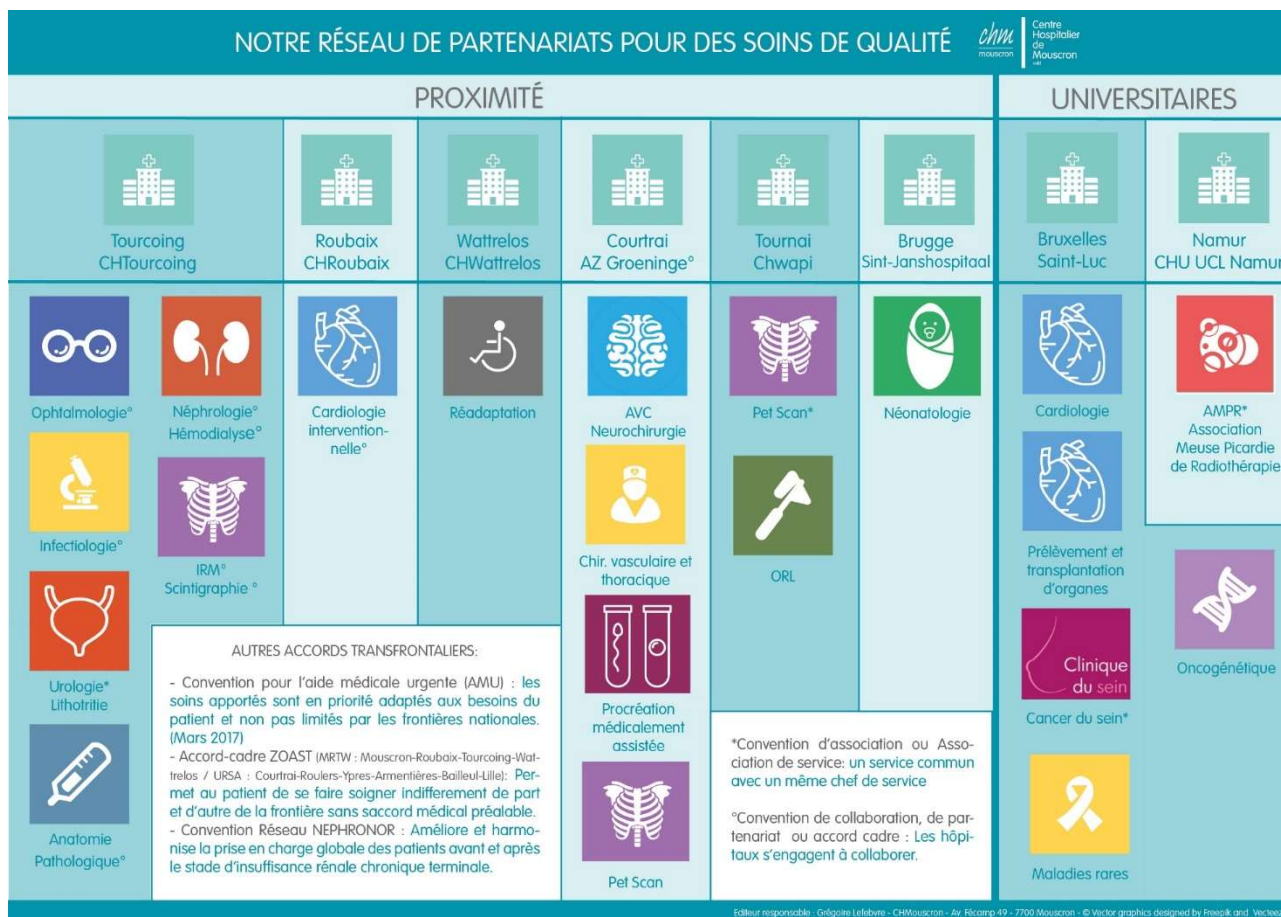 NOTRE RÉSEAU DE PARTENARIATS POUR DES SOINS DE QUALITÉ
chm
mouscron
Centre
Hospitalier
de
Mouscron
PROXIMITÉ
UNIVERSITAIRES
Tourcoing
CHTourcoing
Roubaix
CHRoubaix
Wattrelos
CHWattrelos
Courtrai
AZ Groeninge°
Tournai
Chwapi
Brugge
Sint-Janshospitaal
Bruxelles
Saint-Luc
Namur
CHU UCL Namur
Ophtalmologie°
Infectiologie°
Urologie*
Lithotritie
Anatomie
Pathologique°
Néphrologie°
Hémodialyse°
IRM°
Scintigraphie °
Cardiologie
intervention-
nelle°
Réadaptation
AVC
Neurochirurgie
Chir. vasculaire et
thoracique
Procréation
médicalement
assistée
Pet Scan
Pet Scan*
ORL
Néonatologie
Cardiologie
Prélèvement et
transplantation
d'organes
Clinique
du sein
Cancer du sein*
Maladies rares
AMPR*
Association
Meuse Picardie
de Radiothérapie
Oncogénétique
AUTRES ACCORDS TRANSFRONTALIERS:
- Convention pour l'aide médicale urgente (AMU) : les
soins apportés sont en priorité adaptés aux besoins du
patient et non pas limités par les frontières nationales.
(Mars 2017)
- Accord-cadre ZOAST (MRTW : Mouscron-Roubaix-Tourcoing-Wat-
trelos / URSA : Courtrai-Roulers-Ypres-Armentières-Bailleul-Lille): Per-
met au patient de se faire soigner indifferement de part
et d'autre de la frontière sans saccord médical préalable.
- Convention Réseau NEPHRONOR : Améliore et harmo-
nise la prise en charge globale des patients avant et après
le stade d'insuffisance rénale chronique terminale.
*Convention d'association ou Asso-
ciation de service: un service commun
avec un même chef de service
°Convention de collaboration, de par-
tenariat ou accord cadre : Les hôpi-
taux s'engagent à collaborer.
Editeur responsable : Grégoire Lefebvre - CHMouscron - Av. Fécamp 49 - 7700 Mouscron - © Vector graphics designed by Freepik and